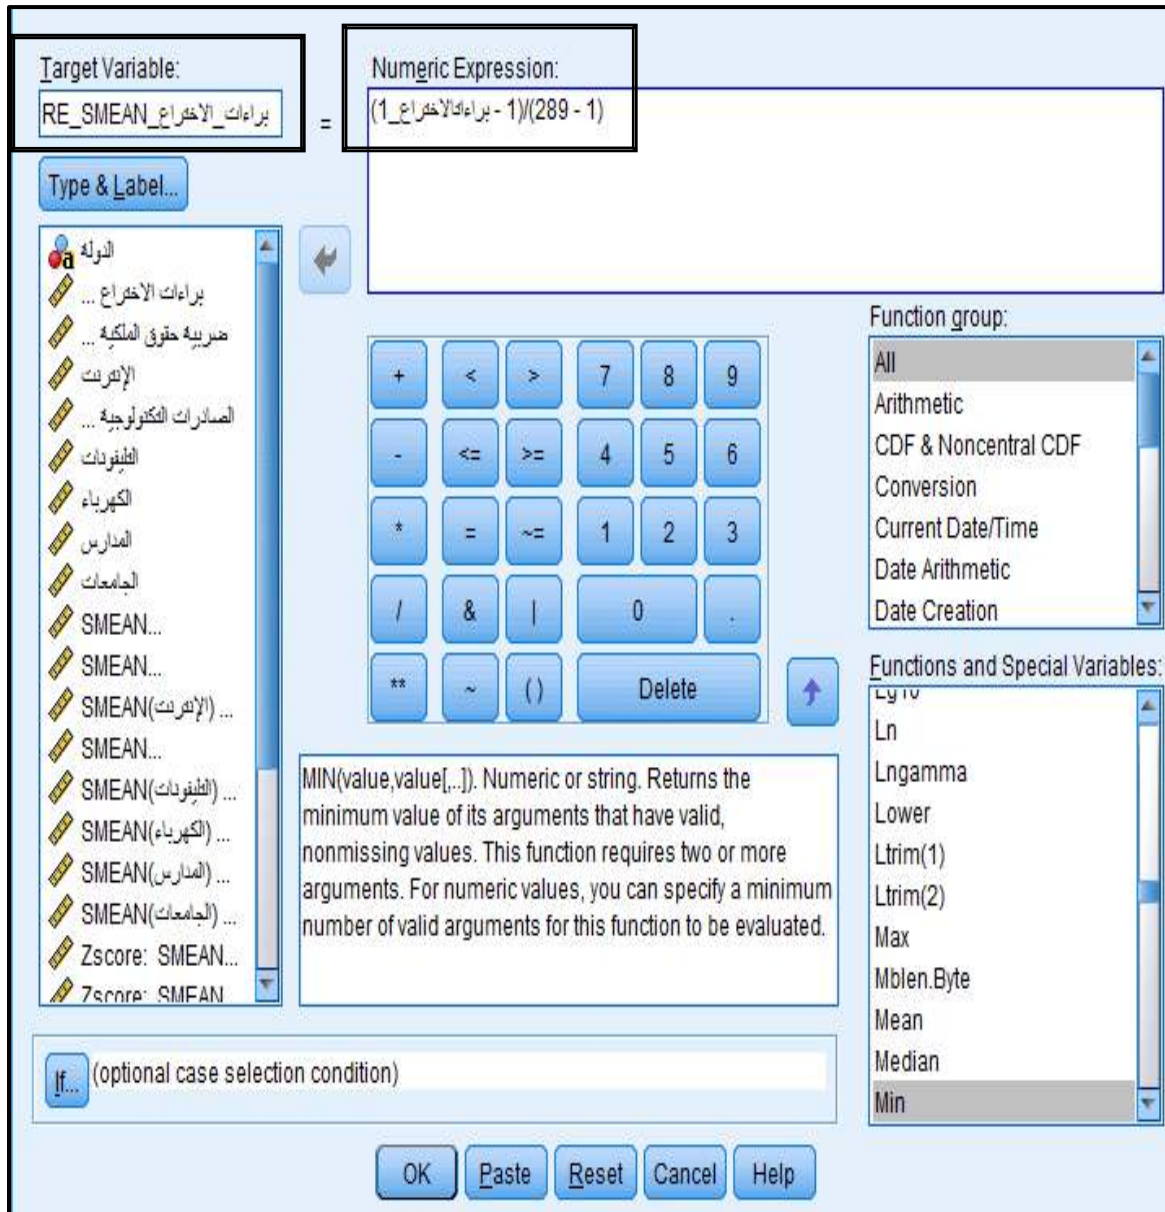 Target Variable:
RE_SMEAN_براءات_الاختراع
=
Numeric Expression:
(براءاتالاختراع_1 - 1)/(289 - 1)
Type & Label...
الدولة
براءات الاختراع ...
ضريبة حقوق الملكية ...
الإنترنت
الصادرات التكنولوجية ...
التليفونات
الكهرباء
المدارس
الجامعات
SMEAN...
SMEAN...
SMEAN(الإنترنت) ...
SMEAN...
SMEAN(التليفونات) ...
SMEAN(الكهرباء) ...
SMEAN(المدارس) ...
SMEAN(الجامعات) ...
Zscore: SMEAN...
Zscore: SMEAN
+ < > 7 8 9
- <= >= 4 5 6
* = ~= 1 2 3
/ & | 0 .
** ~ ( ) Delete
Function group:
All
Arithmetic
CDF & Noncentral CDF
Conversion
Current Date/Time
Date Arithmetic
Date Creation
MIN(value,value[,..]). Numeric or string. Returns the
minimum value of its arguments that have valid,
nonmissing values. This function requires two or more
arguments. For numeric values, you can specify a minimum
number of valid arguments for this function to be evaluated.
Functions and Special Variables:
Lg10
Ln
Lngamma
Lower
Ltrim(1)
Ltrim(2)
Max
Mblen.Byte
Mean
Median
Min
If... (optional case selection condition)
OK Paste Reset Cancel Help